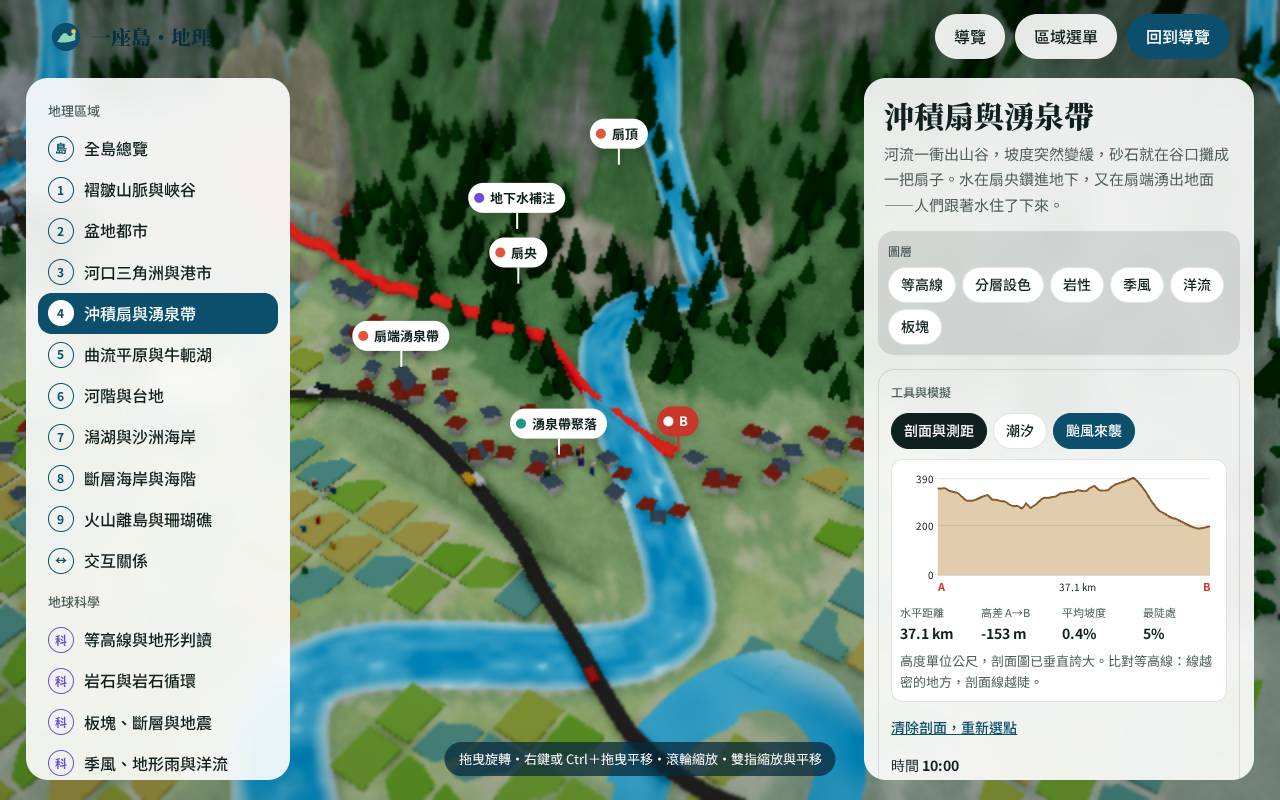 一座島・地理
導覽
區域選單
回到導覽
地理區域
島 全島總覽
1 褶皺山脈與峽谷
2 盆地都市
3 河口三角洲與港市
4 沖積扇與湧泉帶
5 曲流平原與牛軛湖
6 河階與台地
7 潟湖與沙洲海岸
8 斷層海岸與海階
9 火山離島與珊瑚礁
↔ 交互關係
地球科學
科 等高線與地形判讀
科 岩石與岩石循環
科 板塊、斷層與地震
科 季風、地形雨與洋流
扇頂
地下水補注
扇央
扇端湧泉帶
湧泉帶聚落
B
拖曳旋轉・右鍵或 Ctrl＋拖曳平移・滾輪縮放・雙指縮放與平移
沖積扇與湧泉帶
河流一衝出山谷，坡度突然變緩，砂石就在谷口攤成
一把扇子。水在扇央鑽進地下，又在扇端湧出地面
——人們跟著水住了下來。
圖層
等高線 分層設色 岩性 季風 洋流
板塊
工具與模擬
剖面與測距 潮汐 颱風來襲
390
200
0
A 37.1 km B
水平距離 高差 A→B 平均坡度 最陡處
37.1 km -153 m 0.4% 5%
高度單位公尺，剖面圖已垂直誇大。比對等高線：線越
密的地方，剖面線越陡。
清除剖面，重新選點
時間 10:00